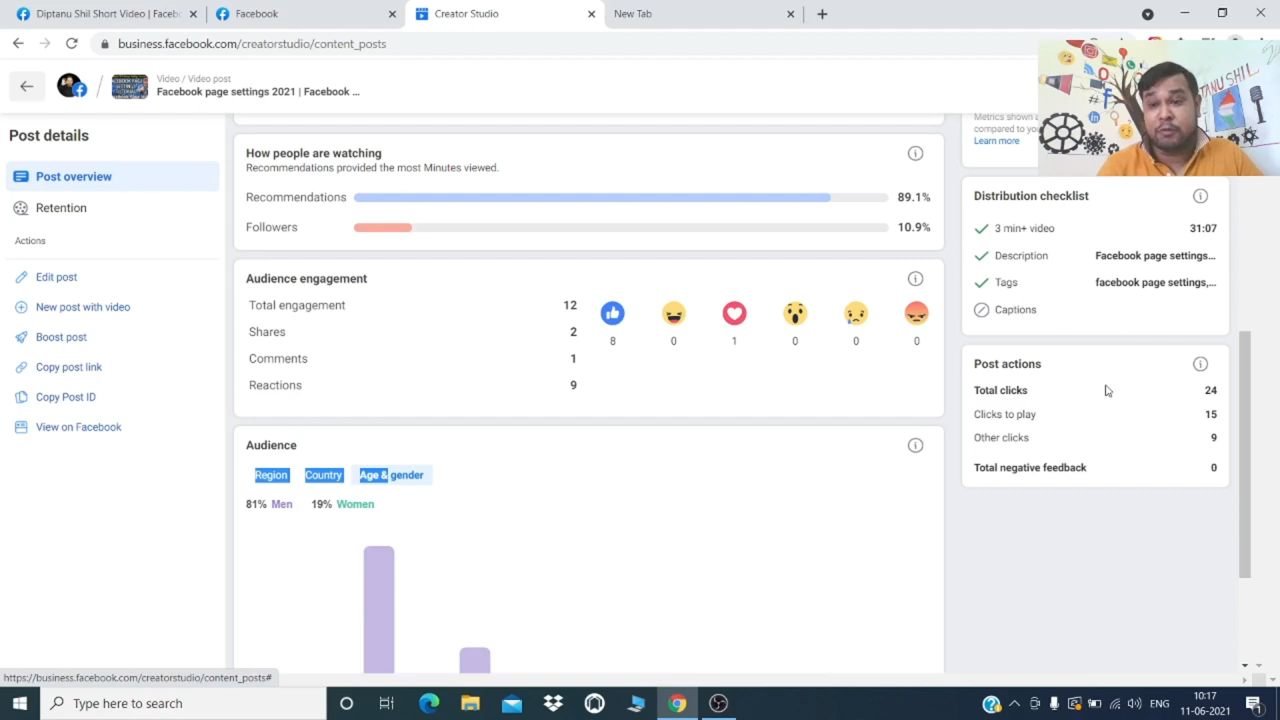 Diptanu Shil Short Video | Faceb
Facebook
Creator Studio
New Tab
business.facebook.com/creatorstudio/content_posts
Video / Video post
Facebook page settings 2021 | Facebook ...
Post details
Post overview
Retention
Actions
Edit post
New post with video
Boost post
Copy post link
Copy Post ID
View on Facebook
How people are watching
Recommendations provided the most Minutes viewed.
Recommendations 89.1%
Followers 10.9%
Audience engagement
Total engagement 12
Shares 2
Comments 1
Reactions 9
8 0 1 0 0 0
Audience
Region Country Age & gender
81% Men 19% Women
Metrics shown
compared to you
Learn more
Distribution checklist
3 min+ video 31:07
Description Facebook page settings...
Tags facebook page settings,...
Captions
Post actions
Total clicks 24
Clicks to play 15
Other clicks 9
Total negative feedback 0
https://business.facebook.com/creatorstudio/content_posts#
Type here to search
ENG
10:17
11-06-2021